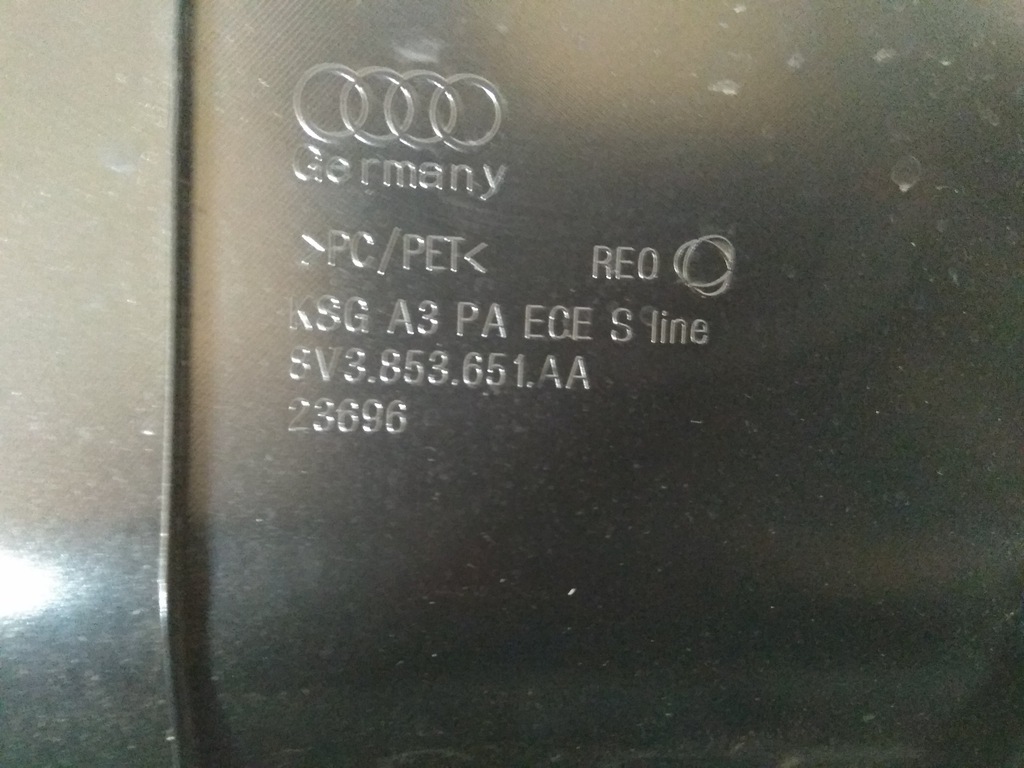 Germany
>PC/PET< REO
KSG A3 PA ECE S line
8V3.853.651.AA
23696